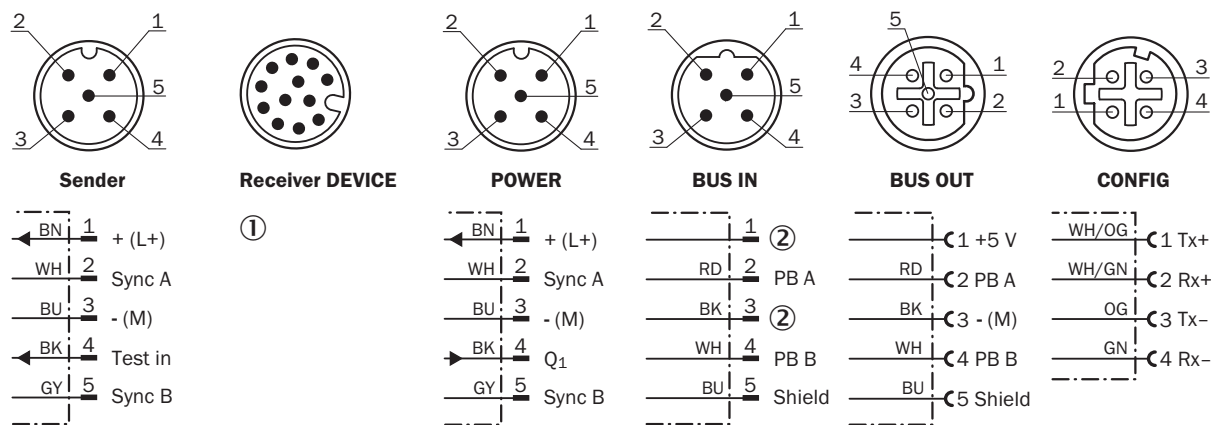 2 1
5
3 4
Sender
BN 1 + (L+)
WH 2 Sync A
BU 3 - (M)
BK 4 Test in
GY 5 Sync B
Receiver DEVICE
①
2 1
5
3 4
POWER
BN 1 + (L+)
WH 2 Sync A
BU 3 - (M)
BK 4 Q1
GY 5 Sync B
2 1
5
3 4
BUS IN
1 ②
RD 2 PB A
BK 3 ②
WH 4 PB B
BU 5 Shield
5
4 1
3 2
BUS OUT
1 +5 V
RD 2 PB A
BK 3 - (M)
WH 4 PB B
BU 5 Shield
2 3
1 4
CONFIG
WH/OG 1 Tx+
WH/GN 2 Rx+
OG 3 Tx–
GN 4 Rx–